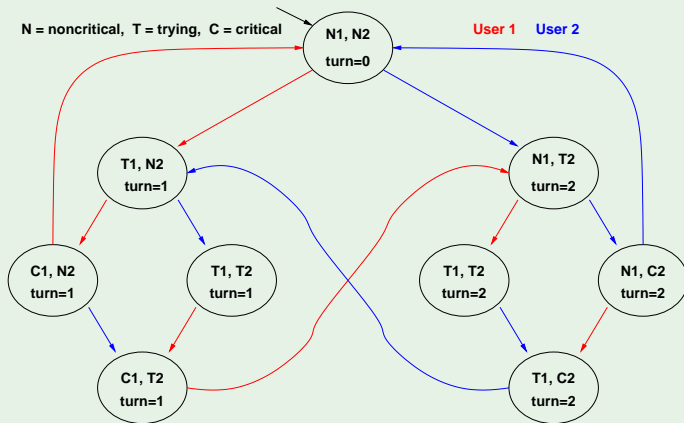 N = noncritical, T = trying, C = critical
User 1 User 2
N1, N2
turn=0
T1, N2
turn=1
N1, T2
turn=2
C1, N2
turn=1
T1, T2
turn=1
T1, T2
turn=2
N1, C2
turn=2
C1, T2
turn=1
T1, C2
turn=2